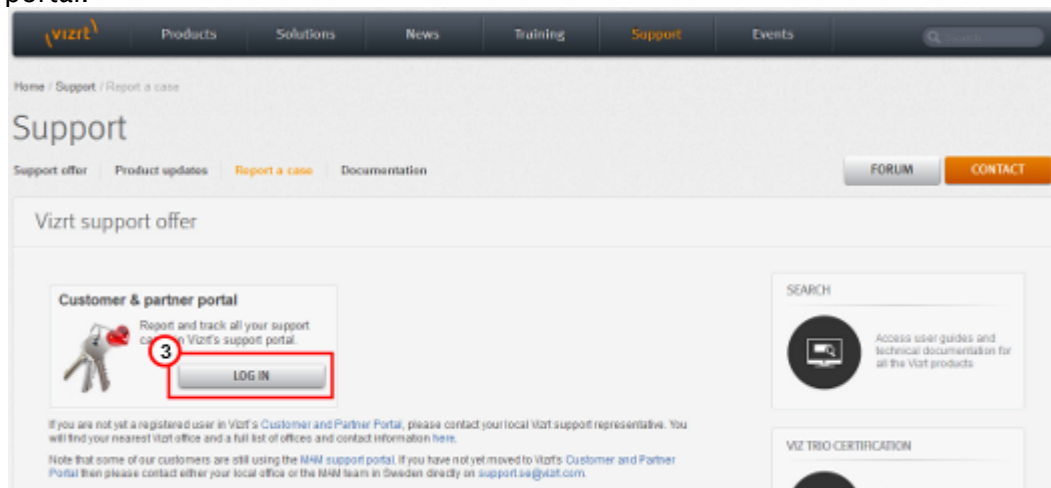 portal.
vizrt
Products
Solutions
News
Training
Support
Events
Search
Home / Support / Report a case
Support
Support offer
Product updates
Report a case
Documentation
FORUM
CONTACT
Vizrt support offer
Customer & partner portal
Report and track all your support
in Vizrt's support portal.
3
LOG IN
If you are not yet a registered user in Vizrt's Customer and Partner Portal, please contact your local Vizrt support representative. You
will find your nearest Vizrt office and a full list of offices and contact information here.
Note that some of our customers are still using the M4M support portal. If you have not yet moved to Vizrt's Customer and Partner
Portal then please contact either your local office or the M4M team in Sweden directly on support.se@vizrt.com.
SEARCH
Access user guides and
technical documentation for
all the Vizrt products
VIZ TRIO CERTIFICATION